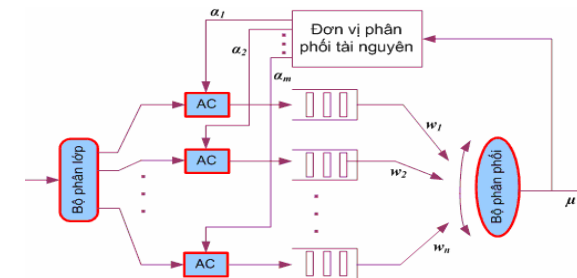 α1
α2
αm
Đơn vị phân
phối tài nguyên
Bộ phân lớp
AC
AC
AC
w1
w2
wn
Bộ phân phối
μ